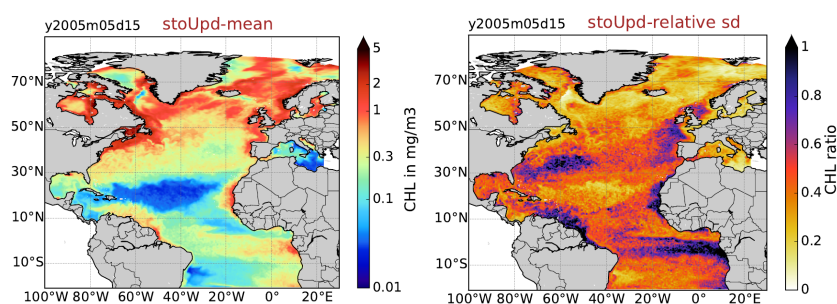 y2005m05d15 stoUpd-mean
70°N
50°N
30°N
10°N
10°S
100°W 80°W 60°W 40°W 20°W 0° 20°E
5
2
1
0.3
0.1
0.01
CHL in mg/m3
y2005m05d15 stoUpd-relative sd
70°N
50°N
30°N
10°N
10°S
100°W 80°W 60°W 40°W 20°W 0° 20°E
1
0.8
0.6
0.4
0.2
0
CHL ratio